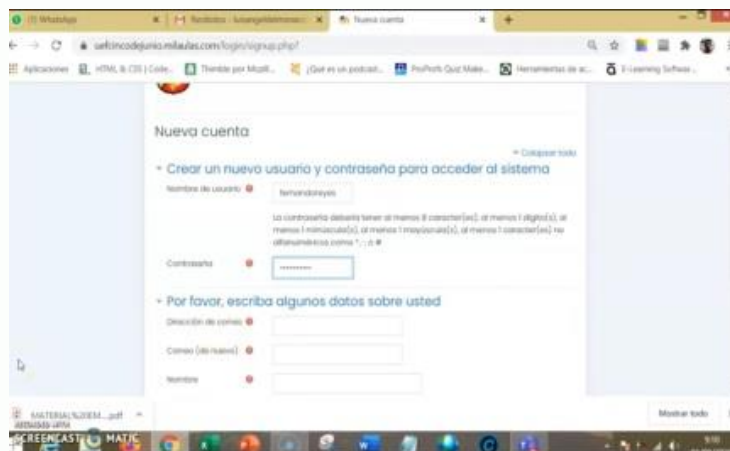 (1) WhatsApp
Nueva cuenta
uefcincodejunio.milaulas.com/login/signup.php?
Aplicaciones
HTML & CSS | Code...
Thimble por Mozill...
¿Qué es un podcast...
ProProfs Quiz Make...
Herramientas de ac...
E-Learning Softwar...
Nueva cuenta
Colapsar todo
Crear un nuevo usuario y contraseña para acceder al sistema
Nombre de usuario
fernandoreyes
La contraseña debería tener al menos 8 caracter(es), al menos 1 dígito(s), al
menos 1 minúscula(s), al menos 1 mayúscula(s), al menos 1 caracter(es) no
alfanuméricos como *, -, ó #
Contraseña
Por favor, escriba algunos datos sobre usted
Dirección de correo
Correo (de nuevo)
Nombre
Mostrar todo
SCREENCAST MATIC